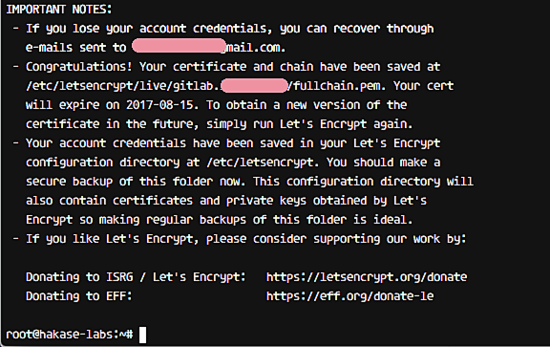 IMPORTANT NOTES:
- If you lose your account credentials, you can recover through
e-mails sent to mail.com.
- Congratulations! Your certificate and chain have been saved at
/etc/letsencrypt/live/gitlab. /fullchain.pem. Your cert
will expire on 2017-08-15. To obtain a new version of the
certificate in the future, simply run Let's Encrypt again.
- Your account credentials have been saved in your Let's Encrypt
configuration directory at /etc/letsencrypt. You should make a
secure backup of this folder now. This configuration directory will
also contain certificates and private keys obtained by Let's
Encrypt so making regular backups of this folder is ideal.
- If you like Let's Encrypt, please consider supporting our work by:
Donating to ISRG / Let's Encrypt: https://letsencrypt.org/donate
Donating to EFF: https://eff.org/donate-le
root@hakase-labs:~#